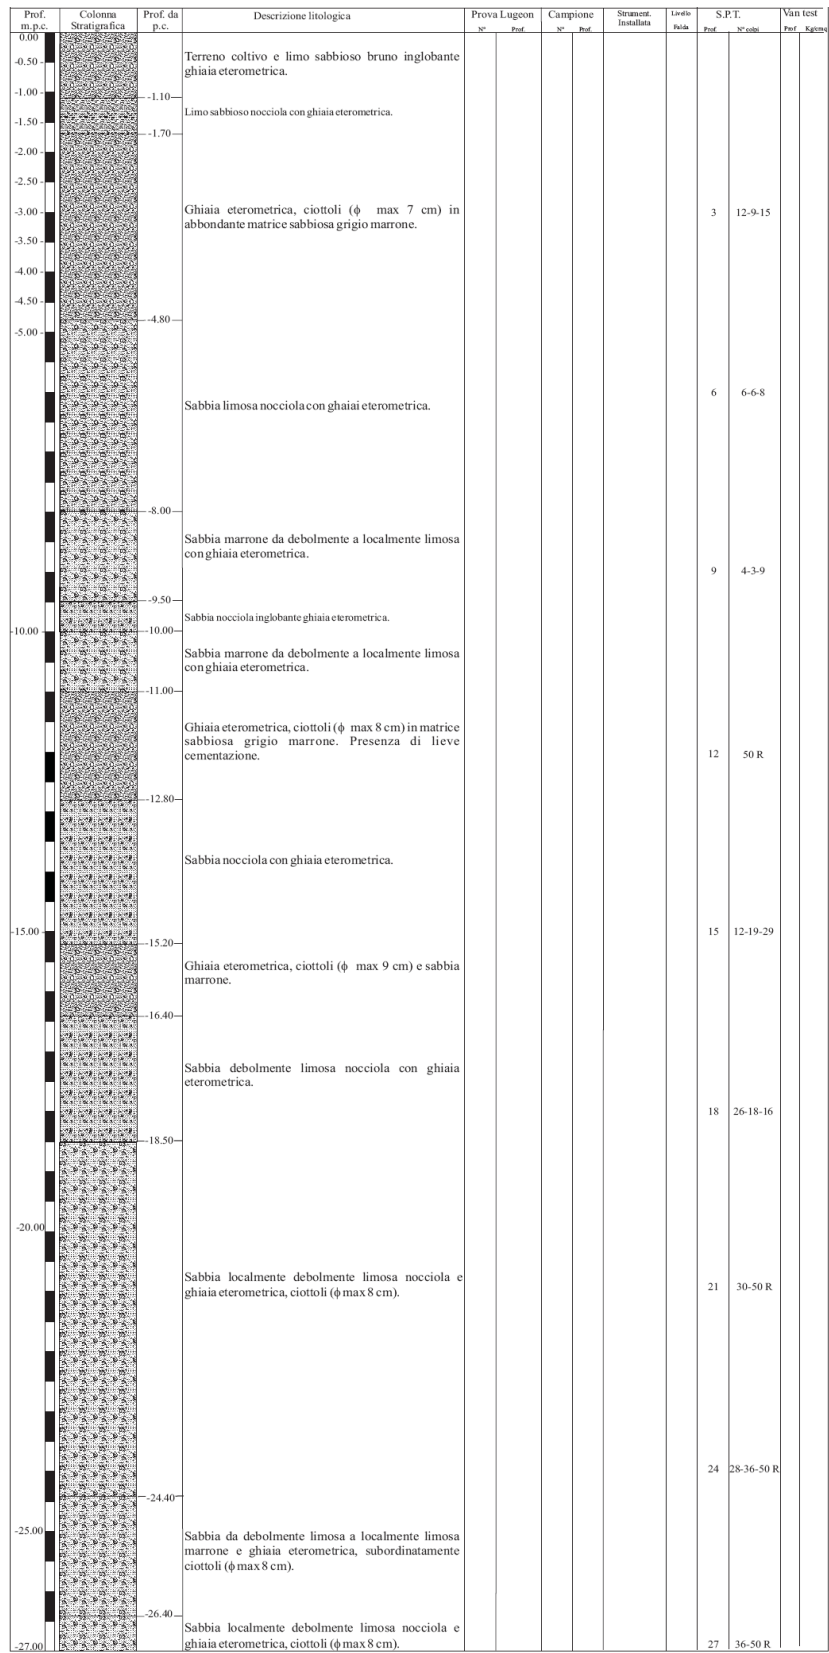 Prof. m.p.c. Colonna Stratigrafica Prof. da p.c. Descrizione litologica Prova Lugeon Campione Strument. Installata Livello Falda S.P.T. Van test
N° Prof. N° Prof. Prof. N° colpi Prof Kg/cmq
0.00
Terreno coltivo e limo sabbioso bruno inglobante
-0.50
ghiaia eterometrica.
-1.00
-1.10
Limo sabbioso nocciola con ghiaia eterometrica.
-1.50
-1.70
-2.00
-2.50
Ghiaia eterometrica, ciottoli (ϕ max 7 cm) in
-3.00 3 12-9-15
abbondante matrice sabbiosa grigio marrone.
-3.50
-4.00
-4.50
-4.80
-5.00
6 6-6-8
Sabbia limosa nocciola con ghaiai eterometrica.
-8.00
Sabbia marrone da debolmente a localmente limosa
con ghiaia eterometrica.
9 4-3-9
-9.50
Sabbia nocciola inglobante ghaia eterometrica.
-10.00 -10.00
Sabbia marrone da debolmente a localmente limosa
con ghiaia eterometrica.
-11.00
Ghiaia eterometrica, ciottoli (ϕ max 8 cm) in matrice
sabbiosa grigio marrone. Presenza di lieve
cementazione. 12 50 R
-12.80
Sabbia nocciola con ghiaia eterometrica.
-15.00 15 12-19-29
-15.20
Ghiaia eterometrica, ciottoli (ϕ max 9 cm) e sabbia
marrone.
-16.40
Sabbia debolmente limosa nocciola con ghiaia
eterometrica.
18 26-18-16
-18.50
-20.00
Sabbia localmente debolmente limosa nocciola e
21 30-50 R
ghiaia eterometrica, ciottoli (ϕ max 8 cm).
24 28-36-50 R
-24.40
-25.00
Sabbia da debolmente limosa a localmente limosa
marrone e ghiaia eterometrica, subordinatamente
ciottoli (ϕ max 8 cm).
-26.40
Sabbia localmente debolmente limosa nocciola e
ghiaia eterometrica, ciottoli (ϕ max 8 cm).
-27.00 27 36-50 R